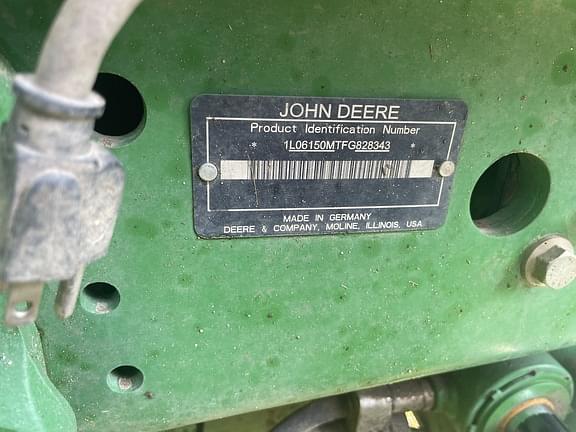 JOHN DEERE
Product Identification Number
* 1L06150MTFG828343 *
MADE IN GERMANY
DEERE & COMPANY, MOLINE, ILLINOIS, USA